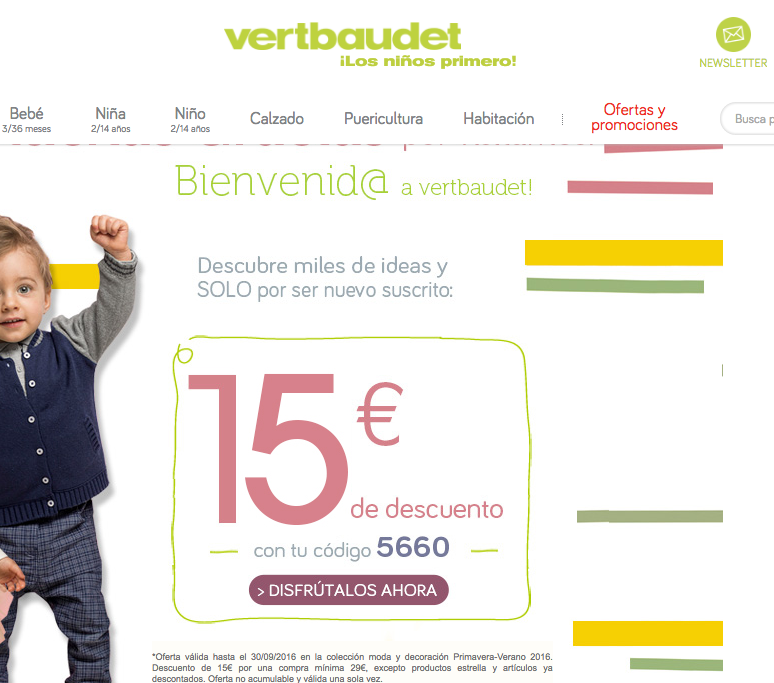 vertbaudet
¡Los niños primero!
NEWSLETTER
Bebé
3/36 meses
Niña
2/14 años
Niño
2/14 años
Calzado
Puericultura
Habitación
Ofertas y
promociones
Busca p
Bienvenid@ a vertbaudet!
Descubre miles de ideas y
SOLO por ser nuevo suscrito:
15€
de descuento
con tu código 5660
> DISFRÚTALOS AHORA
*Oferta válida hasta el 30/09/2016 en la colección moda y decoración Primavera-Verano 2016.
Descuento de 15€ por una compra mínima 29€, excepto productos estrella y artículos ya
descontados. Oferta no acumulable y válida una sola vez.